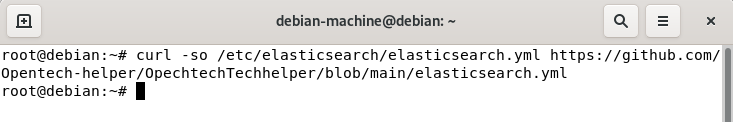 debian-machine@debian: ~
root@debian:~# curl -so /etc/elasticsearch/elasticsearch.yml https://github.com/
Opentech-helper/OpechtechTechhelper/blob/main/elasticsearch.yml
root@debian:~#